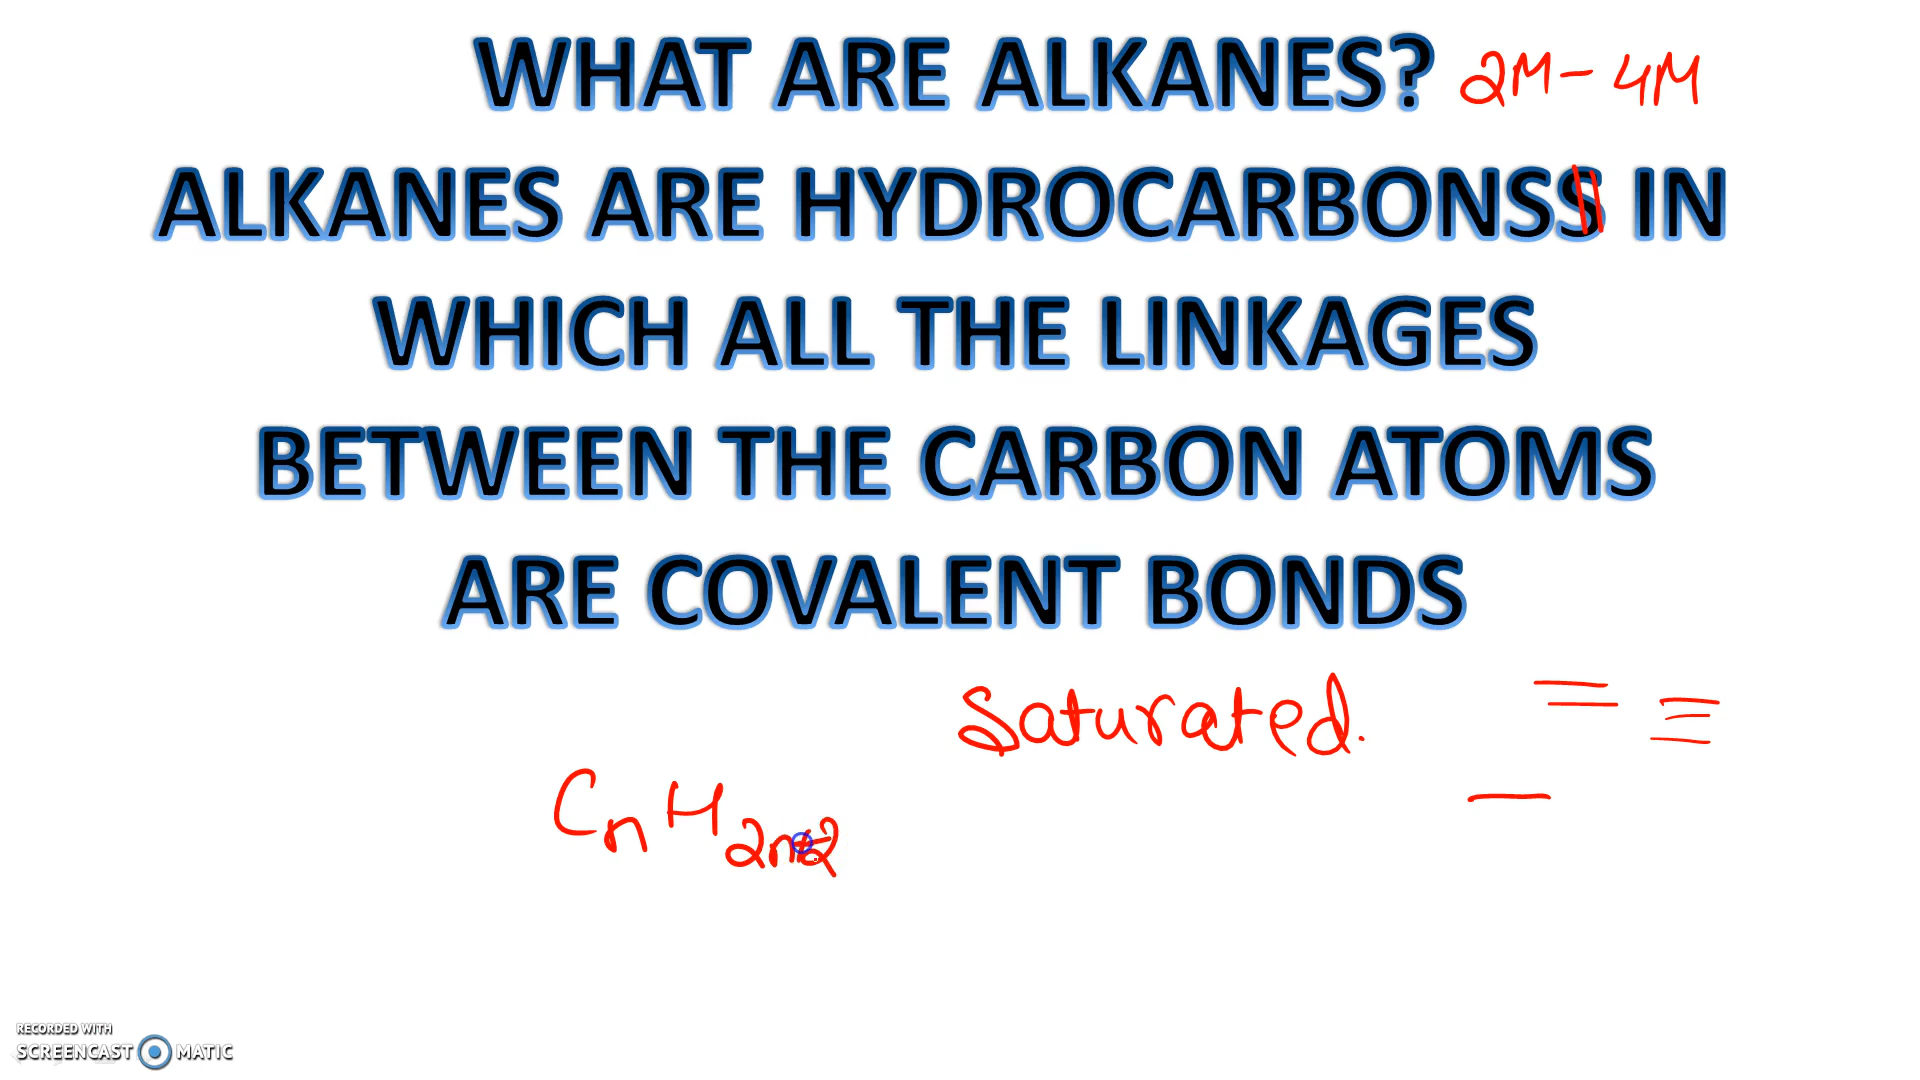 WHAT ARE ALKANES? 2M - 4M
ALKANES ARE HYDROCARBONSS IN
WHICH ALL THE LINKAGES
BETWEEN THE CARBON ATOMS
ARE COVALENT BONDS
Saturated.
CnH2n+2
RECORDED WITH
SCREENCAST MATIC